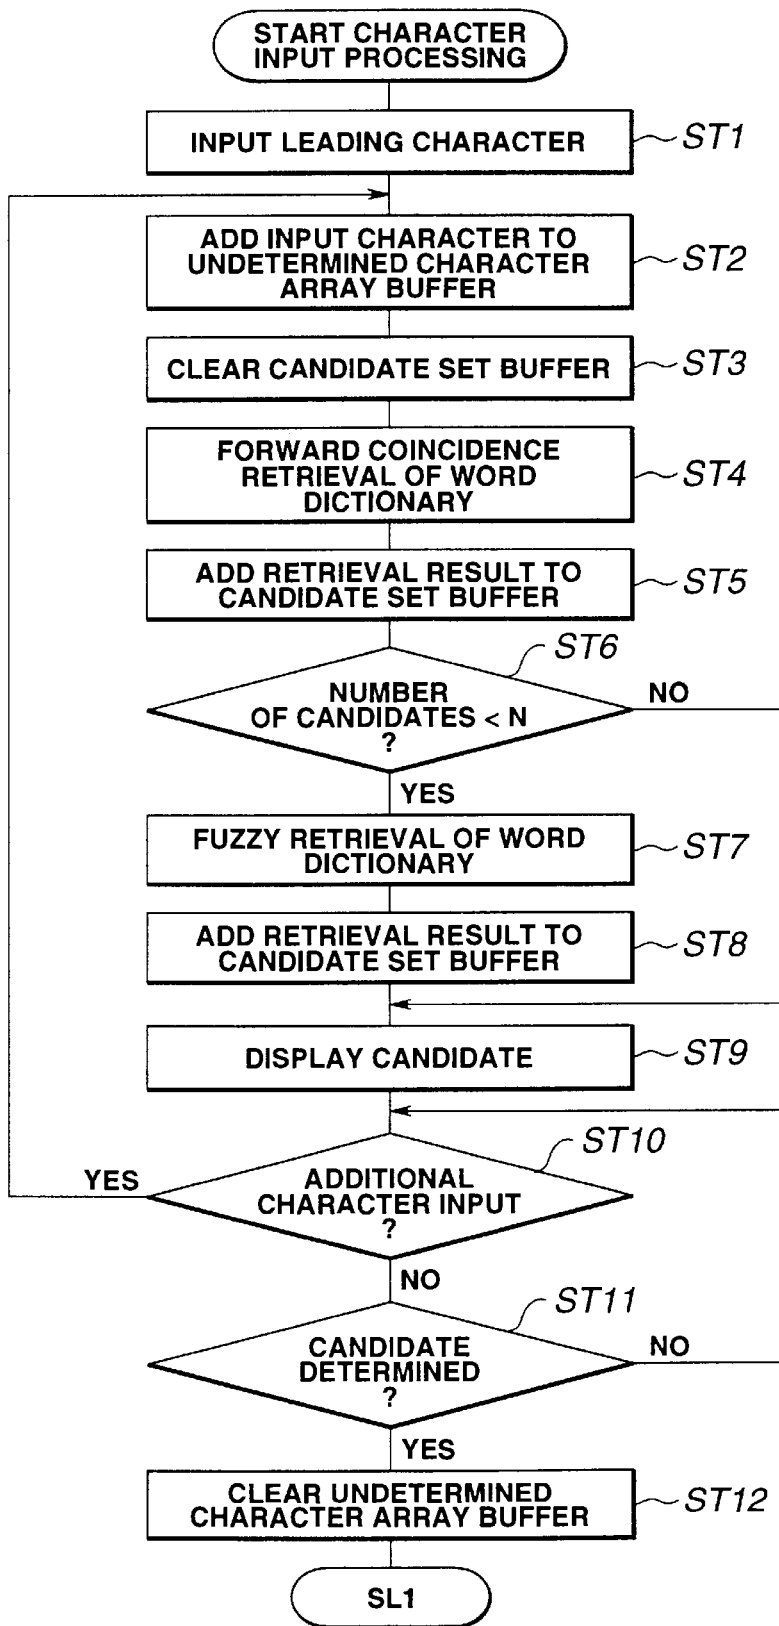 START CHARACTER
INPUT PROCESSING
INPUT LEADING CHARACTER
ST1
ADD INPUT CHARACTER TO
UNDETERMINED CHARACTER
ARRAY BUFFER
ST2
CLEAR CANDIDATE SET BUFFER
ST3
FORWARD COINCIDENCE
RETRIEVAL OF WORD
DICTIONARY
ST4
ADD RETRIEVAL RESULT TO
CANDIDATE SET BUFFER
ST5
ST6
NUMBER
OF CANDIDATES < N
?
NO
YES
FUZZY RETRIEVAL OF WORD
DICTIONARY
ST7
ADD RETRIEVAL RESULT TO
CANDIDATE SET BUFFER
ST8
DISPLAY CANDIDATE
ST9
ST10
YES
ADDITIONAL
CHARACTER INPUT
?
NO
ST11
CANDIDATE
DETERMINED
?
NO
YES
CLEAR UNDETERMINED
CHARACTER ARRAY BUFFER
ST12
SL1